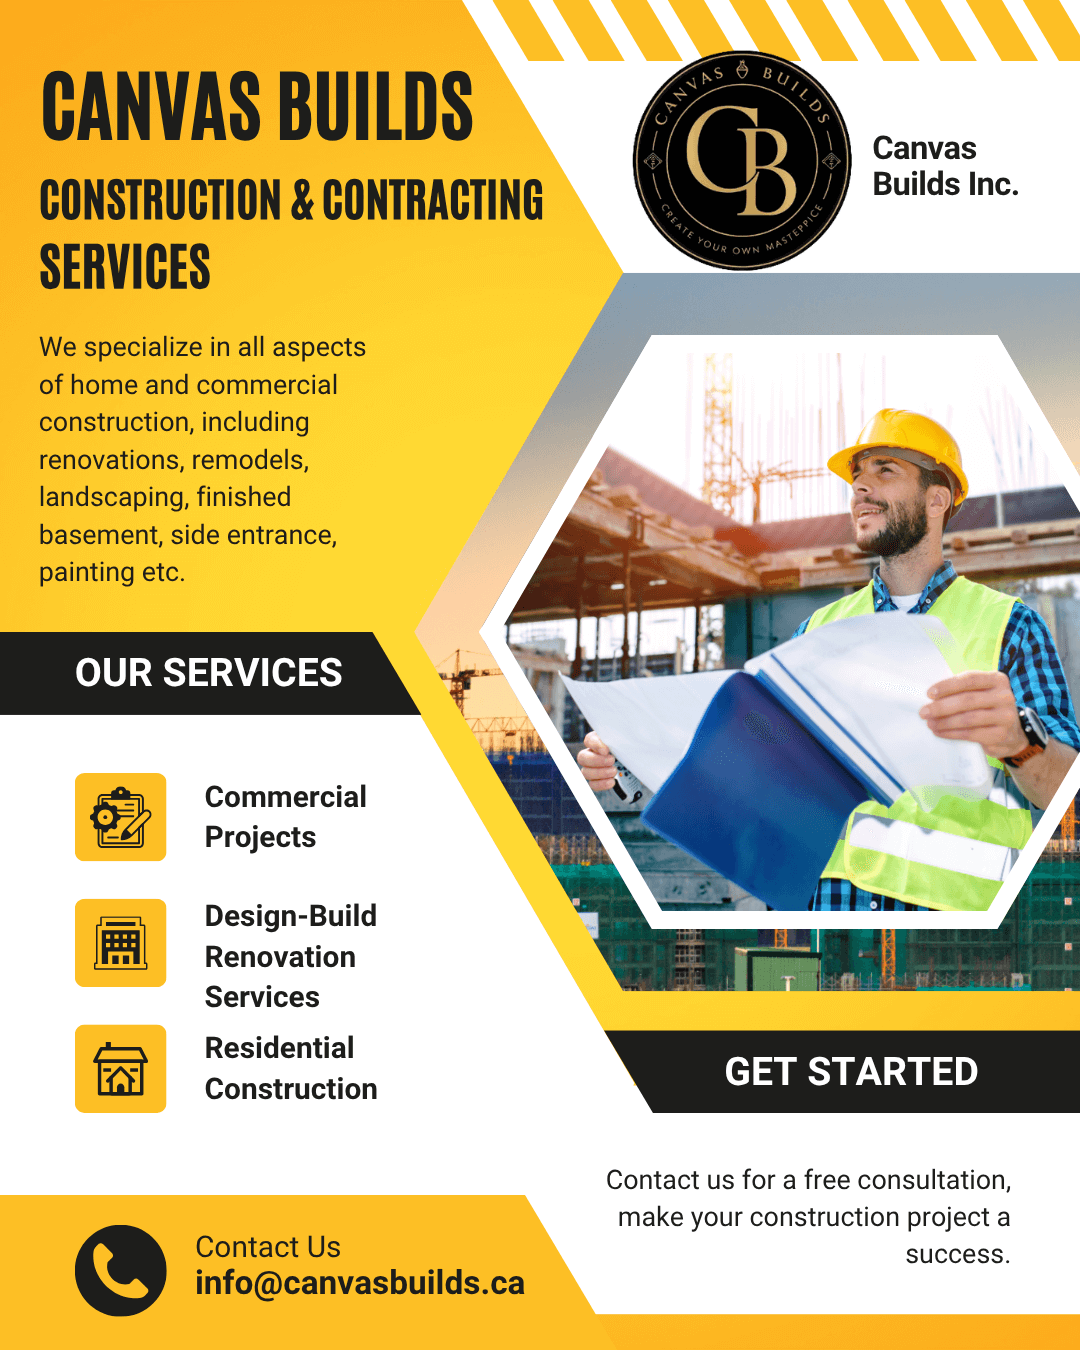 CANVAS BUILDS
CONSTRUCTION & CONTRACTING
SERVICES
CANVAS BUILDS
CB
CREATE YOUR OWN MASTEPPICE
Canvas
Builds Inc.
We specialize in all aspects
of home and commercial
construction, including
renovations, remodels,
landscaping, finished
basement, side entrance,
painting etc.
OUR SERVICES
Commercial
Projects
Design-Build
Renovation
Services
Residential
Construction
GET STARTED
Contact us for a free consultation,
make your construction project a
success.
Contact Us
info@canvasbuilds.ca